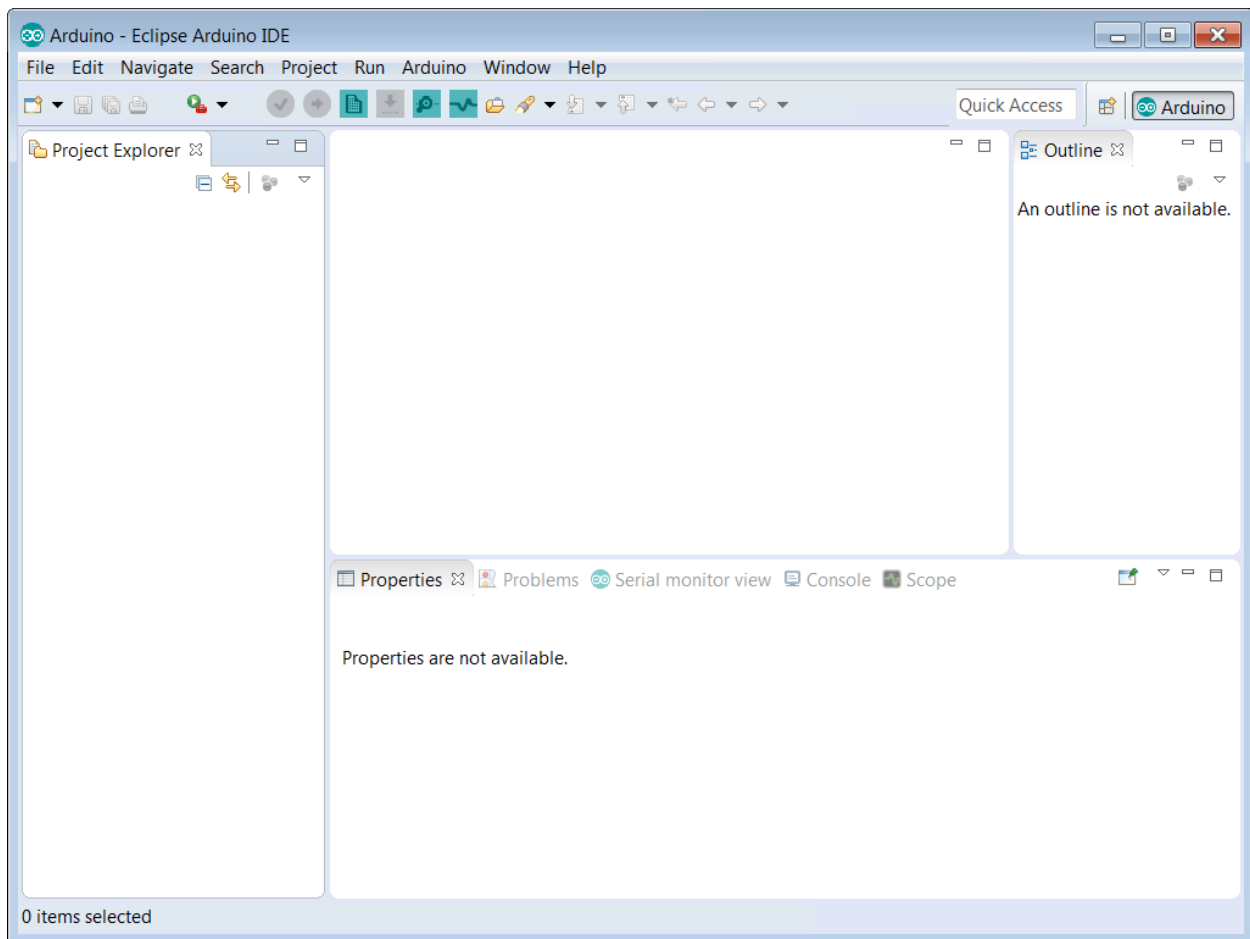 Arduino - Eclipse Arduino IDE
File Edit Navigate Search Project Run Arduino Window Help
Quick Access
Arduino
Project Explorer
Outline
An outline is not available.
Properties Problems Serial monitor view Console Scope
Properties are not available.
0 items selected